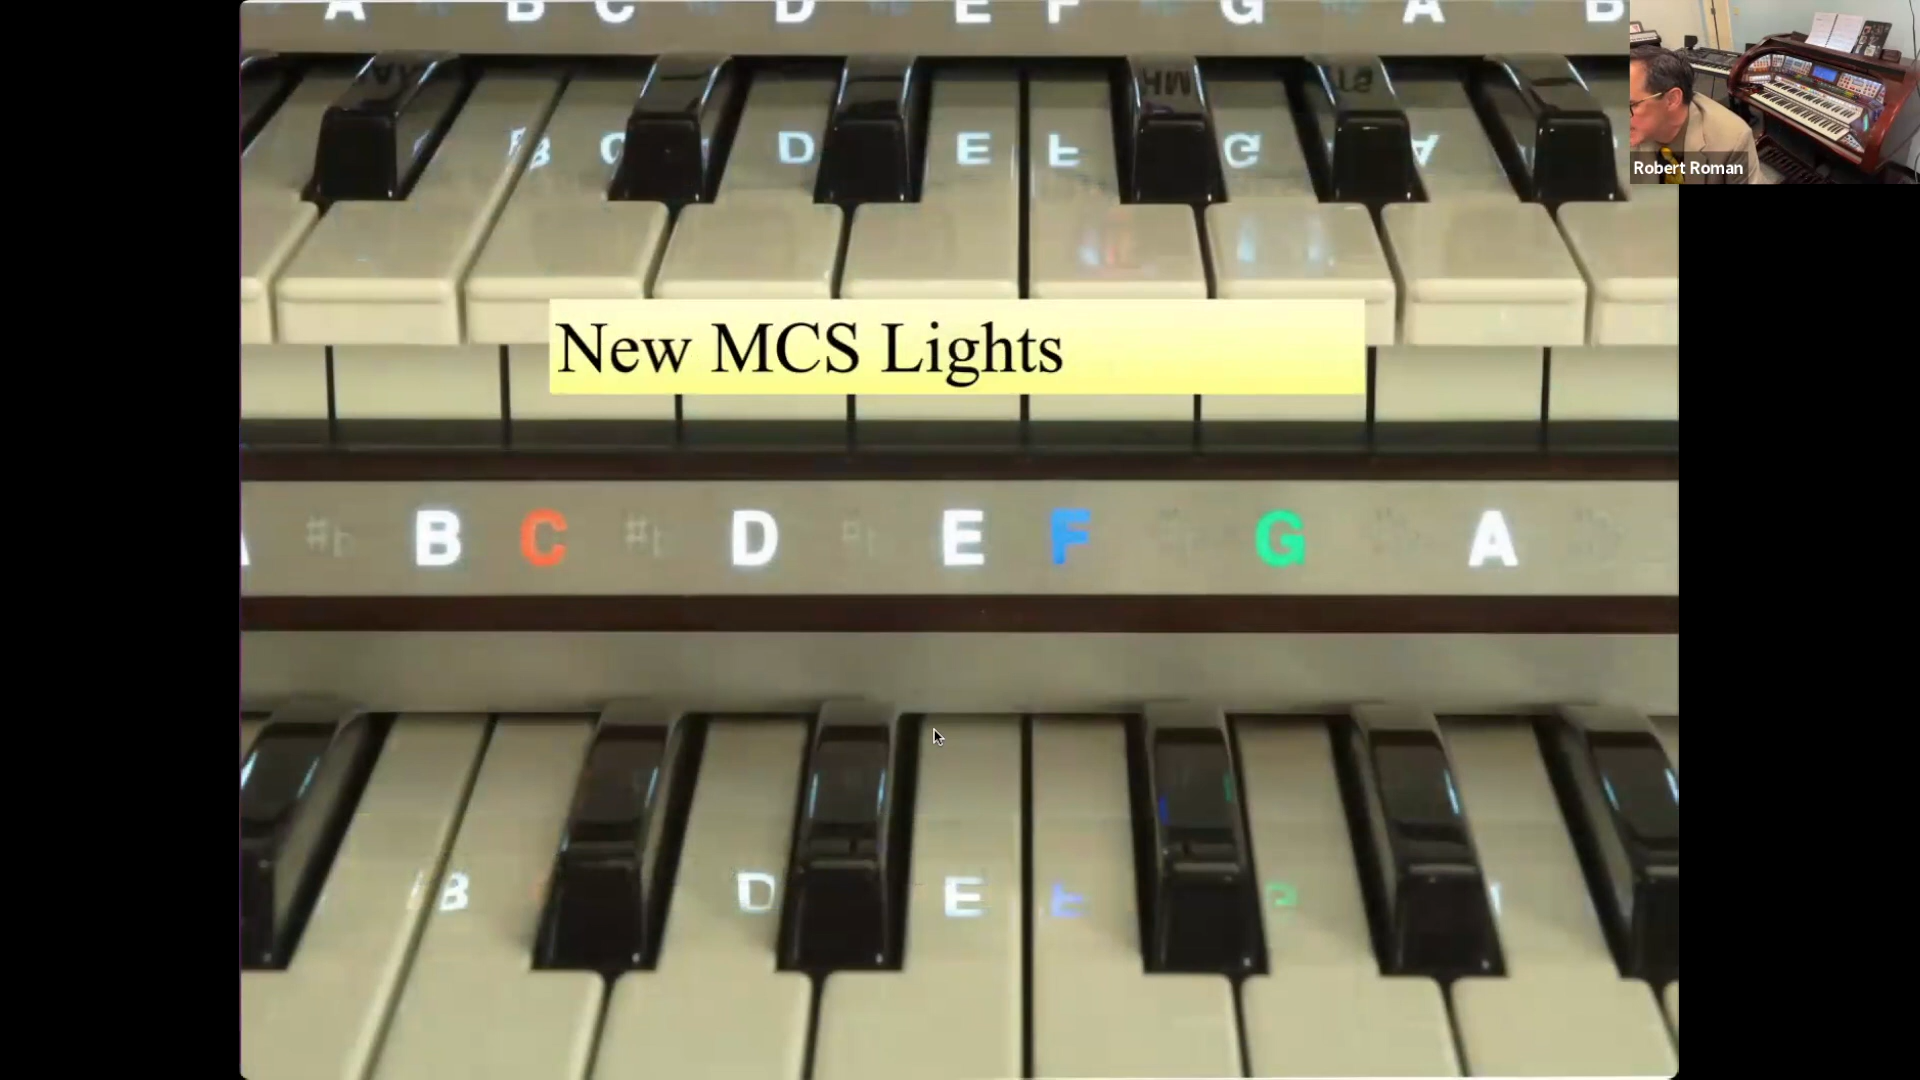 A B C D E F G A B
Robert Roman
B C D E F G A
New MCS Lights
B C D E F G A
B D E F G